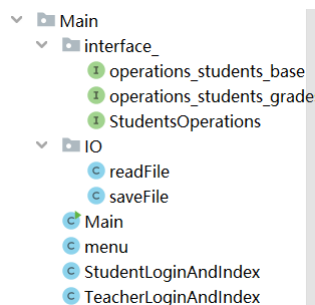 Main
interface_
operations_students_base
operations_students_grade
StudentsOperations
IO
readFile
saveFile
Main
menu
StudentLoginAndIndex
TeacherLoginAndIndex